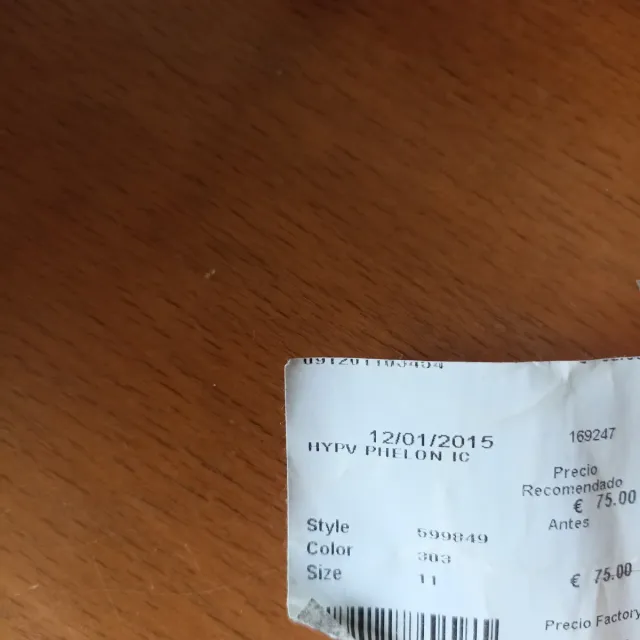 12/01/2015 169247
HYPV PHELON IC
Precio
Recomendado
€ 75.00
Style 599849 Antes
Color 303
Size 11 € 75.00
Precio Factory